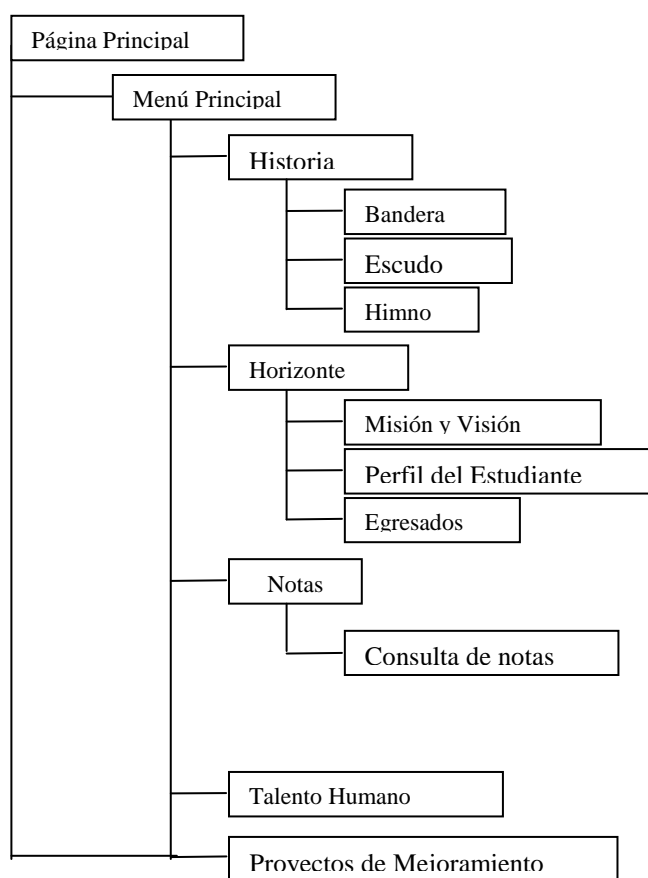 Página Principal
Menú Principal
Historia
Bandera
Escudo
Himno
Horizonte
Misión y Visión
Perfil del Estudiante
Egresados
Notas
Consulta de notas
Talento Humano
Proyectos de Mejoramiento